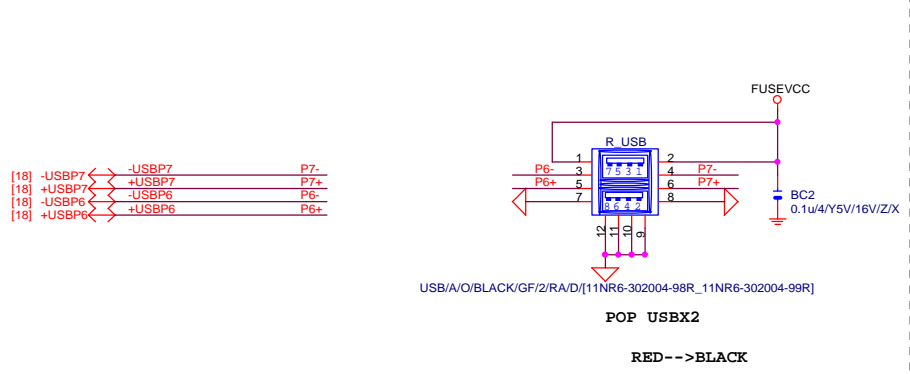 FUSEVCC
R_USB
[18] -USBP7 -USBP7 P7-
[18] +USBP7 +USBP7 P7+
[18] -USBP6 -USBP6 P6-
[18] +USBP6 +USBP6 P6+
1 2
P6- 3 7 5 3 1 4 P7-
P6+ 5 6 P7+
7 8 6 4 2 8
BC2
0.1u/4/Y5V/16V/Z/X
12 11 10 9
USB/A/O/BLACK/GF/2/RA/D/[11NR6-302004-98R_11NR6-302004-99R]
POP USBX2
RED-->BLACK